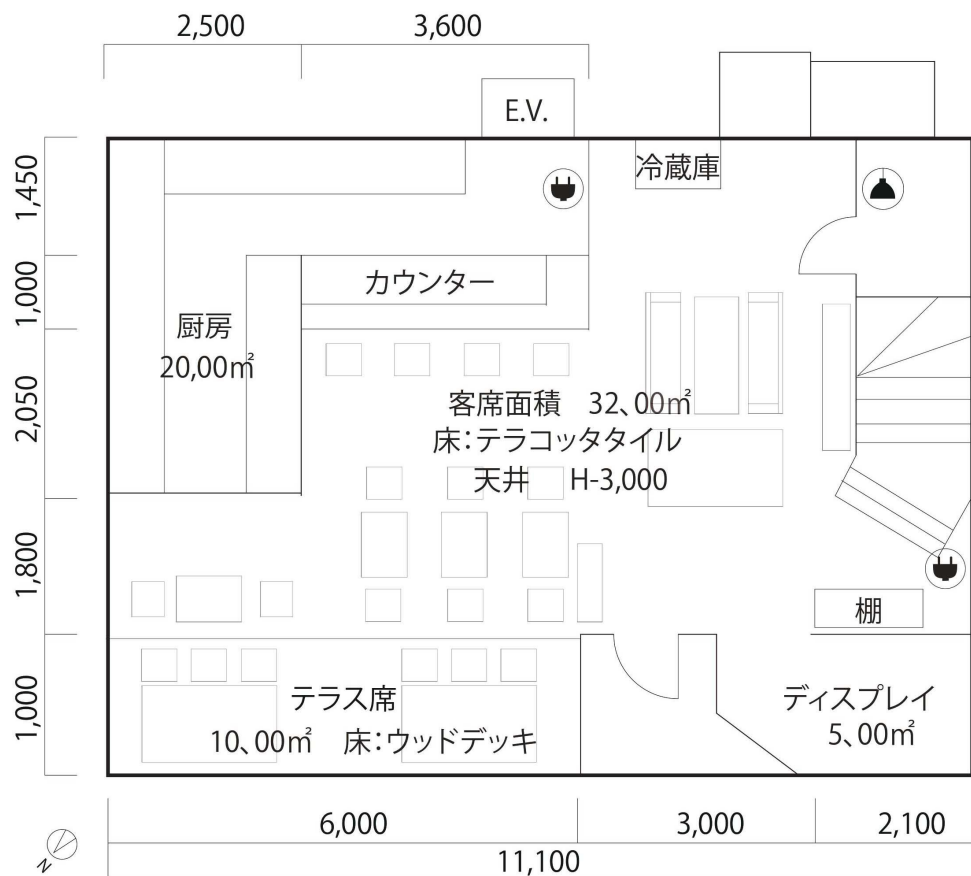 2,500
3,600
E.V.
冷蔵庫
1,450
カウンター
1,000
厨房
20,00㎡
2,050
客席面積 32、00㎡
床:テラコッタタイル
天井 H-3,000
1,800
棚
1,000
テラス席
10、00㎡ 床:ウッドデッキ
ディスプレイ
5、00㎡
6,000
3,000
2,100
11,100
N